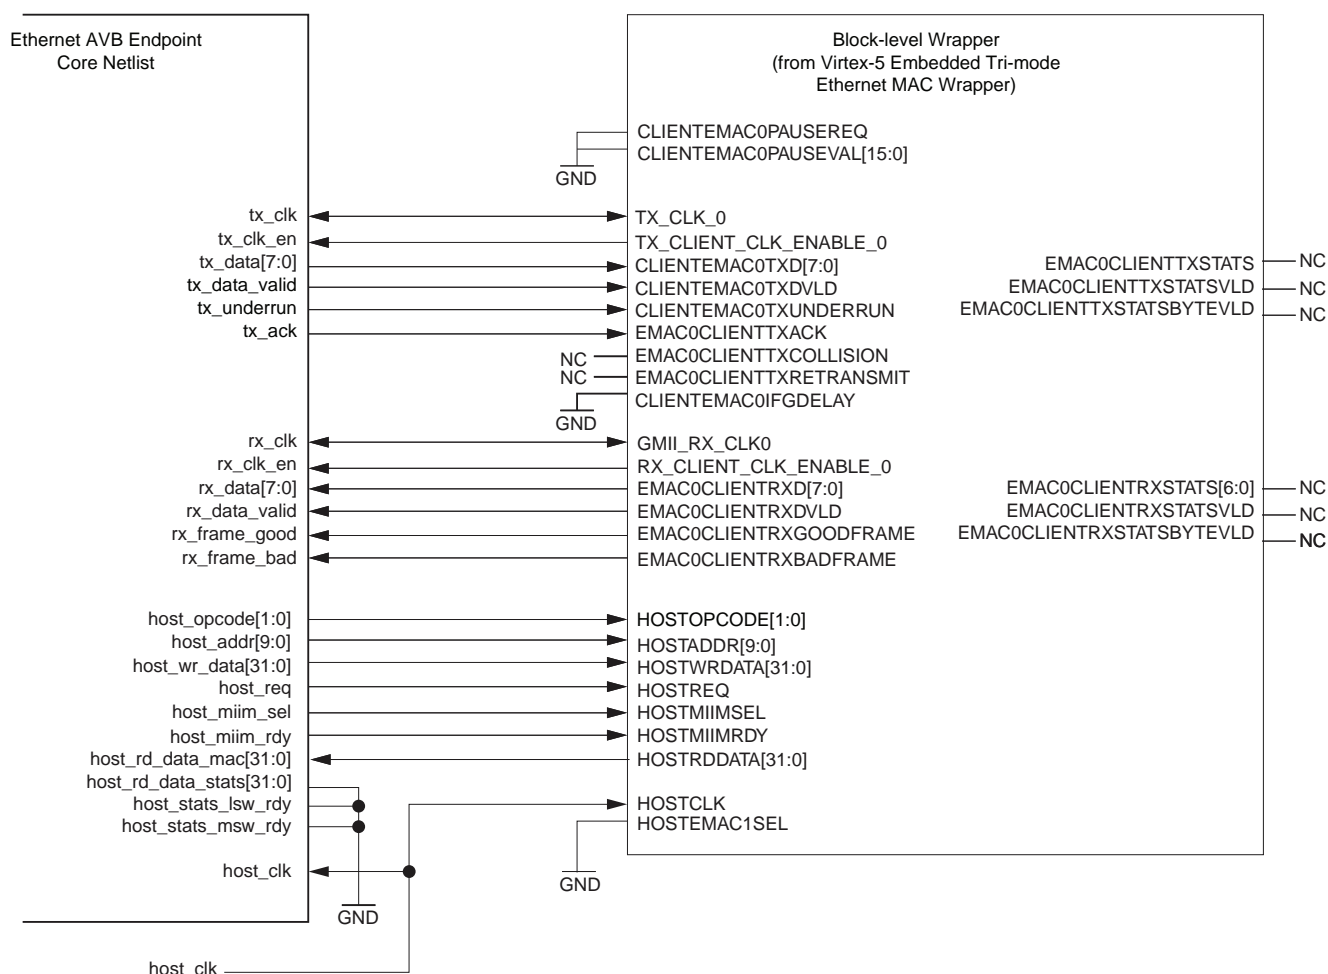 Ethernet AVB Endpoint
Core Netlist
Block-level Wrapper
(from Virtex-5 Embedded Tri-mode
Ethernet MAC Wrapper)
CLIENTEMAC0PAUSEREQ
CLIENTEMAC0PAUSEVAL[15:0]
GND
tx_clk
TX_CLK_0
tx_clk_en
TX_CLIENT_CLK_ENABLE_0
tx_data[7:0]
CLIENTEMAC0TXD[7:0]
EMAC0CLIENTTXSTATS
NC
tx_data_valid
CLIENTEMAC0TXDVLD
EMAC0CLIENTTXSTATSVLD
NC
tx_underrun
CLIENTEMAC0TXUNDERRUN
EMAC0CLIENTTXSTATSBYTEVLD
NC
tx_ack
EMAC0CLIENTTXACK
NC
EMAC0CLIENTTXCOLLISION
NC
EMAC0CLIENTTXRETRANSMIT
CLIENTEMAC0IFGDELAY
GND
rx_clk
GMII_RX_CLK0
rx_clk_en
RX_CLIENT_CLK_ENABLE_0
rx_data[7:0]
EMAC0CLIENTRXD[7:0]
EMAC0CLIENTRXSTATS[6:0]
NC
rx_data_valid
EMAC0CLIENTRXDVLD
EMAC0CLIENTRXSTATSVLD
NC
rx_frame_good
EMAC0CLIENTRXGOODFRAME
EMAC0CLIENTRXSTATSBYTEVLD
NC
rx_frame_bad
EMAC0CLIENTRXBADFRAME
host_opcode[1:0]
HOSTOPCODE[1:0]
host_addr[9:0]
HOSTADDR[9:0]
host_wr_data[31:0]
HOSTWRDATA[31:0]
host_req
HOSTREQ
host_miim_sel
HOSTMIIMSEL
host_miim_rdy
HOSTMIIMRDY
host_rd_data_mac[31:0]
HOSTRDDATA[31:0]
host_rd_data_stats[31:0]
host_stats_lsw_rdy
HOSTCLK
host_stats_msw_rdy
HOSTEMAC1SEL
host_clk
GND
GND
host_clk